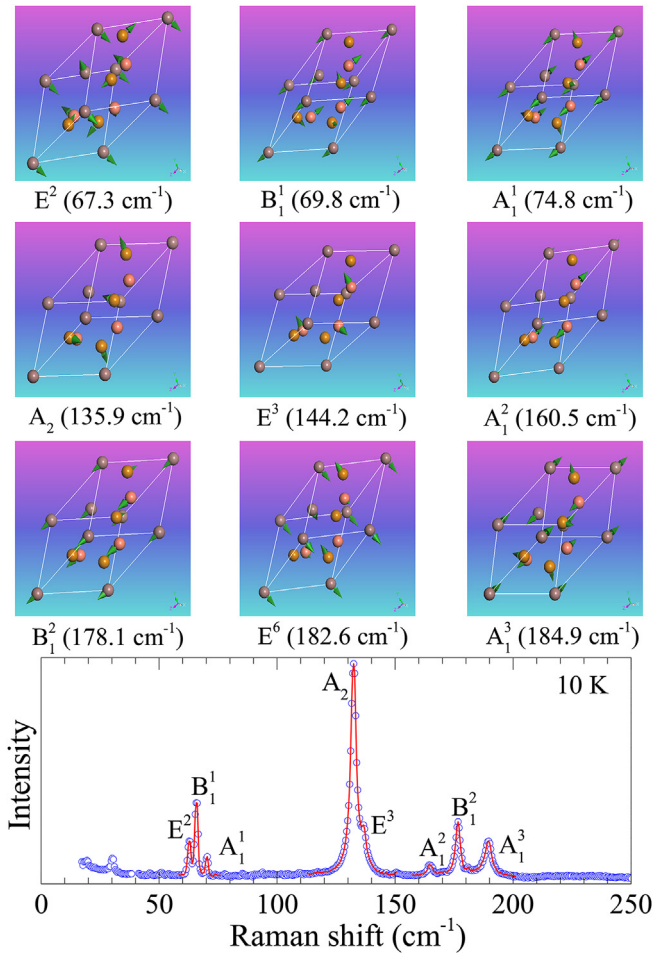 E² (67.3 cm⁻¹) B₁¹ (69.8 cm⁻¹) A₁¹ (74.8 cm⁻¹)
A₂ (135.9 cm⁻¹) E³ (144.2 cm⁻¹) A₁² (160.5 cm⁻¹)
B₁² (178.1 cm⁻¹) E⁶ (182.6 cm⁻¹) A₁³ (184.9 cm⁻¹)
Intensity
10 K
A₂
B₁¹
E²
A₁¹
E³
A₁²
B₁²
A₁³
0 50 100 150 200 250
Raman shift (cm⁻¹)